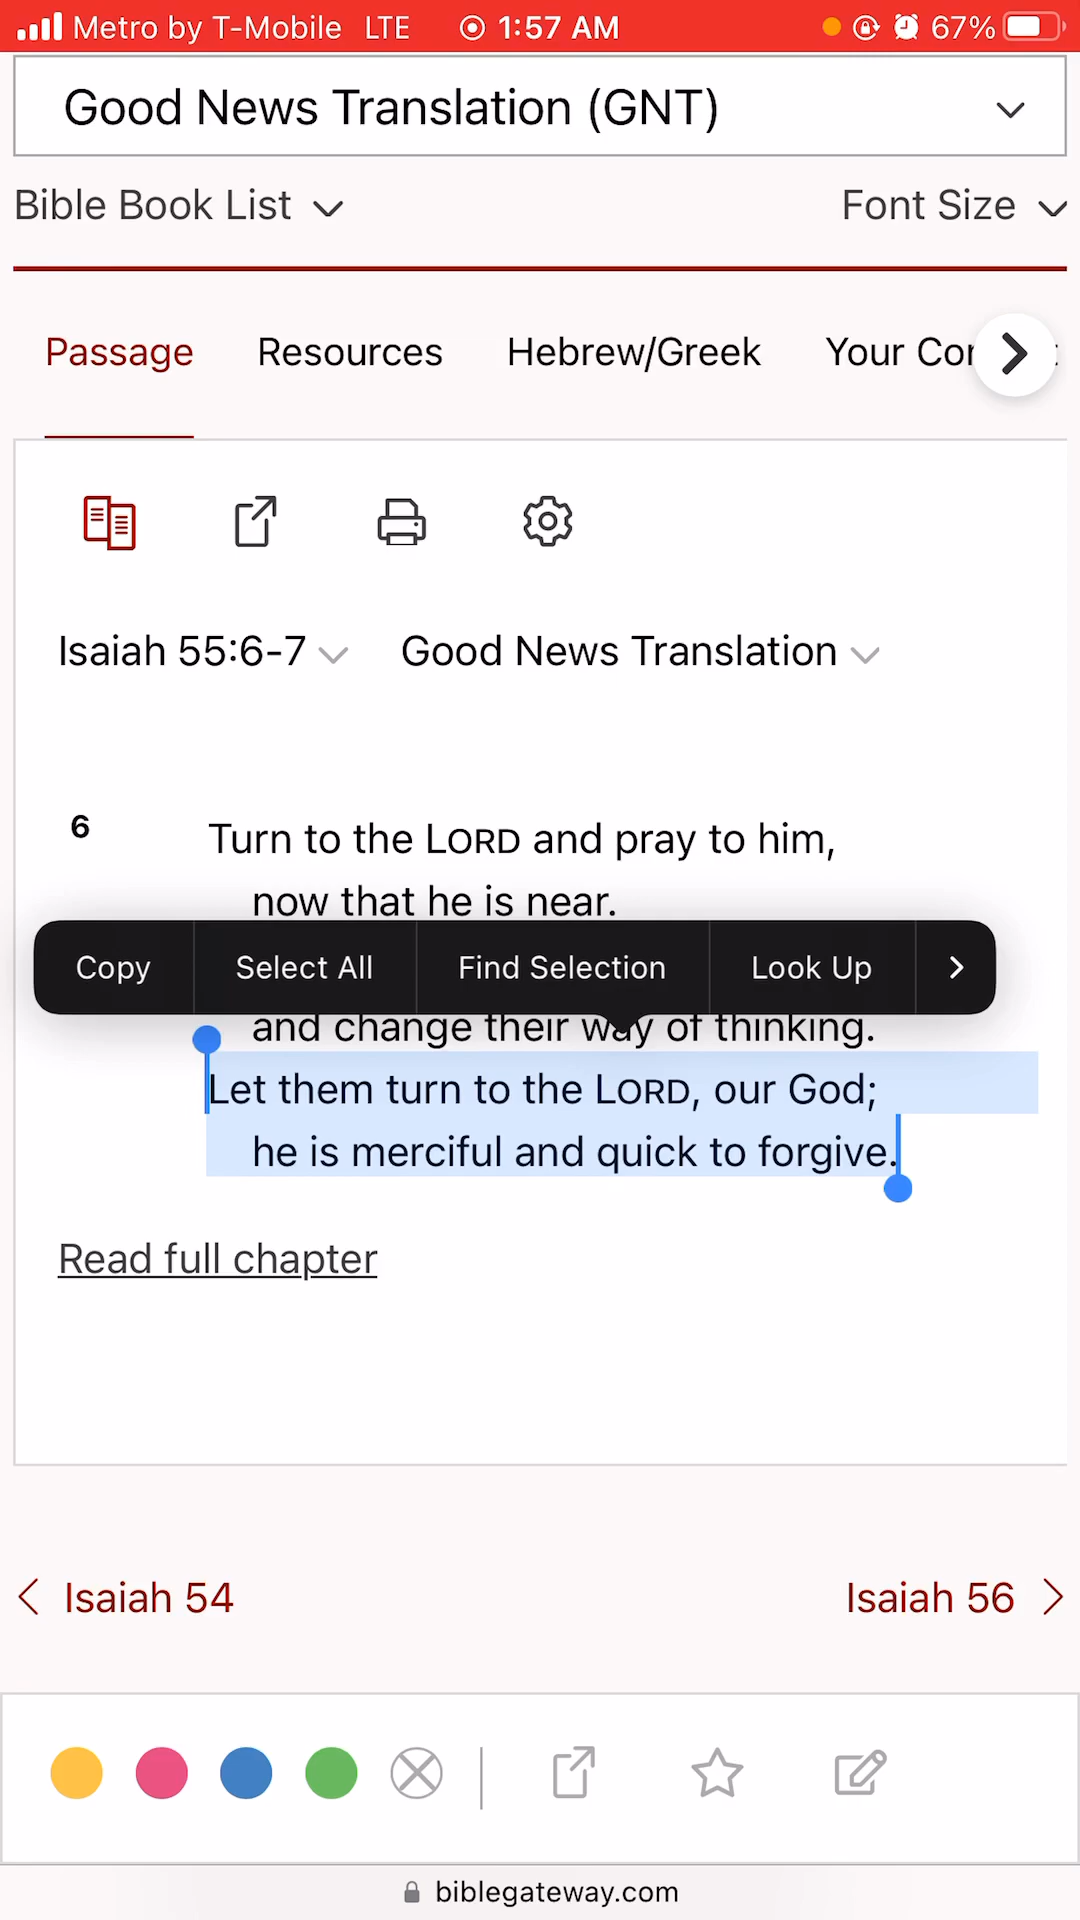 Metro by T-Mobile LTE 1:57 AM 67%
Good News Translation (GNT)
Bible Book List Font Size
Passage Resources Hebrew/Greek Your Con
Isaiah 55:6-7 Good News Translation
6 Turn to the LORD and pray to him,
now that he is near.
Copy Select All Find Selection Look Up
and change their way of thinking.
Let them turn to the LORD, our God;
he is merciful and quick to forgive.
Read full chapter
Isaiah 54 Isaiah 56
biblegateway.com